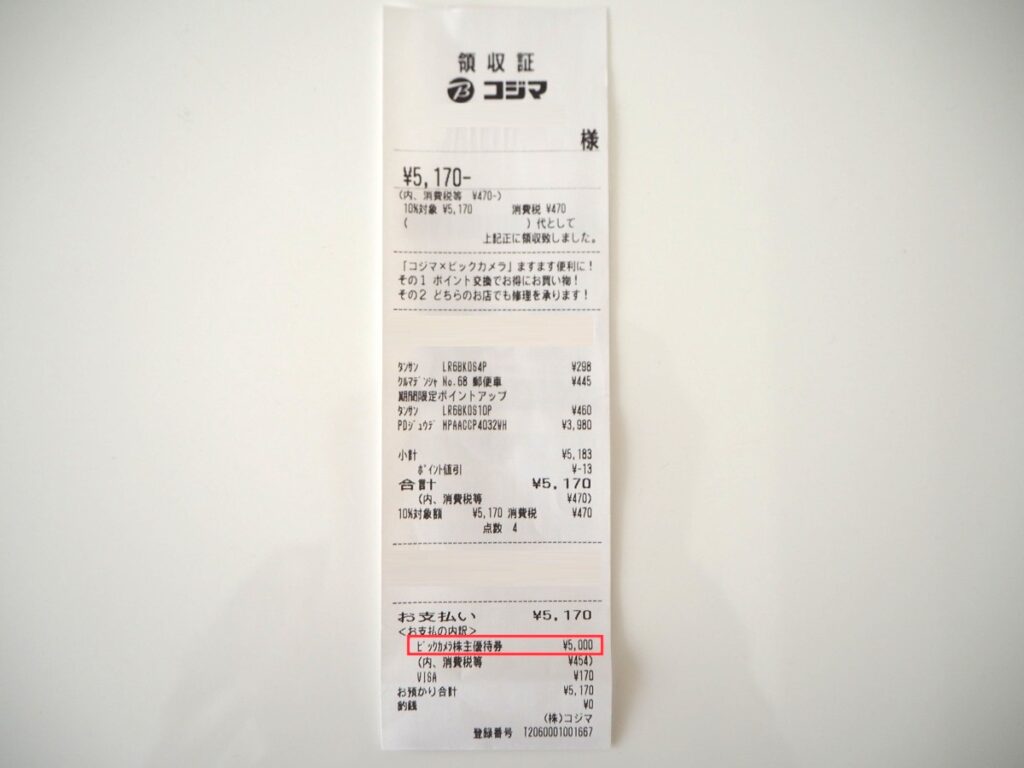 領収証
コジマ
様
¥5,170-
(内、消費税等 ¥470-)
10%対象 ¥5,170 消費税 ¥470
( )代として
上記正に領収致しました。
「コジマ×ビックカメラ」ますます便利に!
その1 ポイント交換でお得にお買い物!
その2 どちらのお店でも修理を承ります!
タンサン LR6BKOS4P ¥298
クルマデンシャ No.68 郵便車 ¥445
期間限定ポイントアップ
タンサン LR6BKOS10P ¥460
PDジュウデ MPAACCP4032WH ¥3,980
小計 ¥5,183
ポイント値引 ¥-13
合計 ¥5,170
(内、消費税等 ¥470)
10%対象額 ¥5,170 消費税 ¥470
点数 4
お支払い ¥5,170
<お支払の内訳>
ビックカメラ株主優待券 ¥5,000
(内、消費税等 ¥454)
VISA ¥170
お預かり合計 ¥5,170
釣銭 ¥0
(株)コジマ
登録番号 T2060001001667